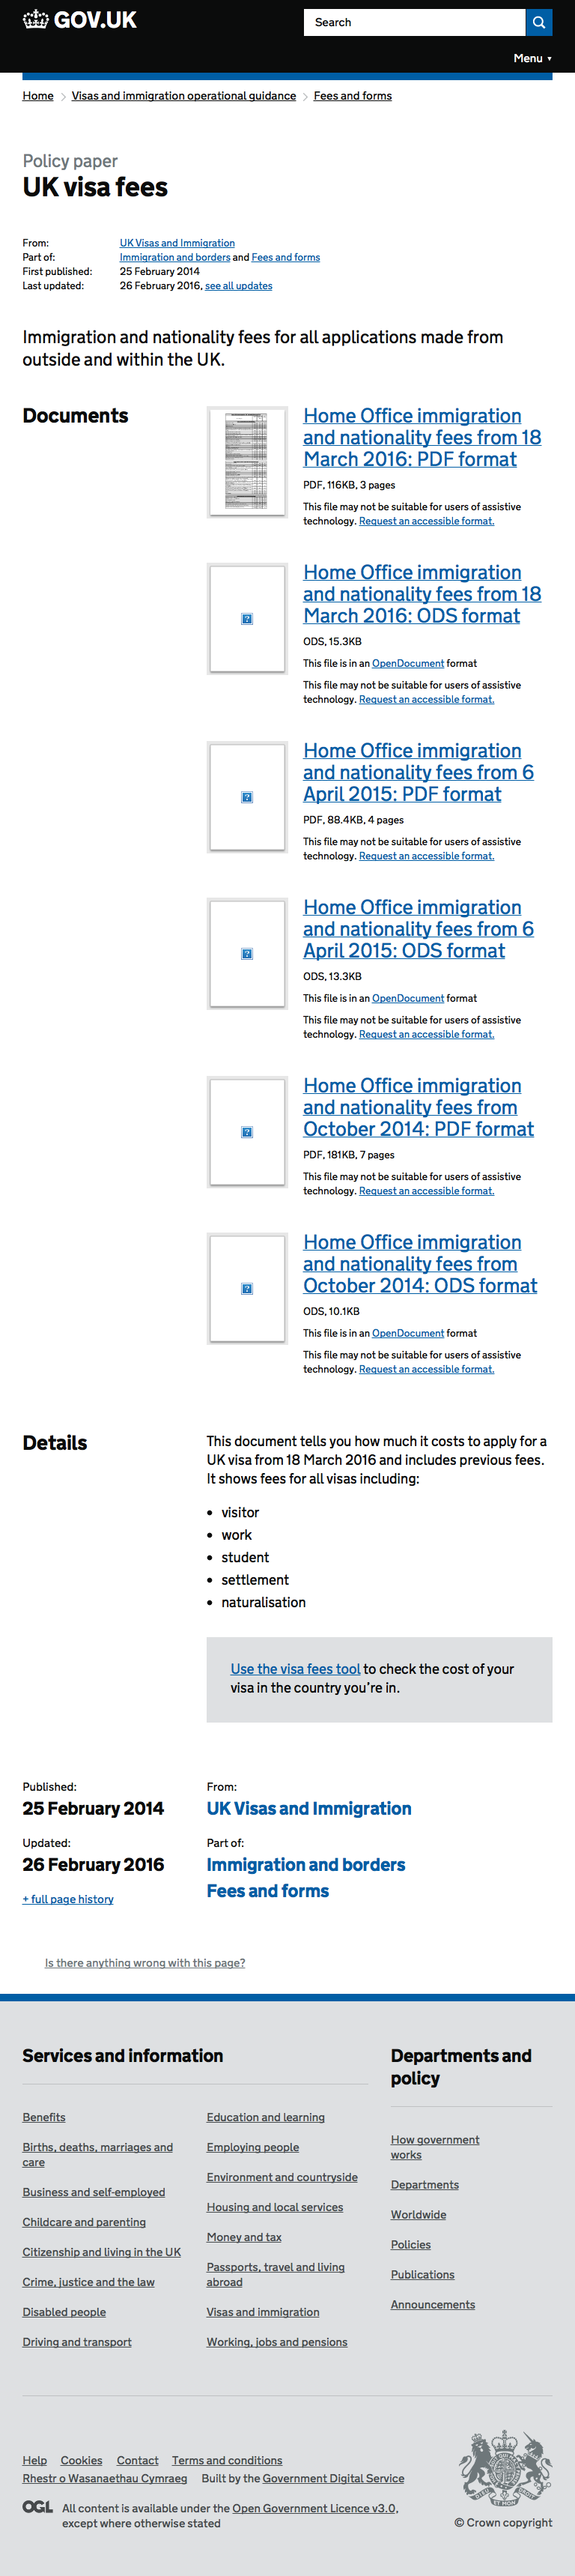 GOV.UK
Search
Menu ▼
Home
Visas and immigration operational guidance
Fees and forms
Policy paper
UK visa fees
From: UK Visas and Immigration
Part of: Immigration and borders and Fees and forms
First published: 25 February 2014
Last updated: 26 February 2016, see all updates
Immigration and nationality fees for all applications made from
outside and within the UK.
Documents
Home Office immigration
and nationality fees from 18
March 2016: PDF format
PDF, 116KB, 3 pages
This file may not be suitable for users of assistive
technology. Request an accessible format.
Home Office immigration
and nationality fees from 18
March 2016: ODS format
ODS, 15.3KB
This file is in an OpenDocument format
This file may not be suitable for users of assistive
technology. Request an accessible format.
Home Office immigration
and nationality fees from 6
April 2015: PDF format
PDF, 88.4KB, 4 pages
This file may not be suitable for users of assistive
technology. Request an accessible format.
Home Office immigration
and nationality fees from 6
April 2015: ODS format
ODS, 13.3KB
This file is in an OpenDocument format
This file may not be suitable for users of assistive
technology. Request an accessible format.
Home Office immigration
and nationality fees from
October 2014: PDF format
PDF, 181KB, 7 pages
This file may not be suitable for users of assistive
technology. Request an accessible format.
Home Office immigration
and nationality fees from
October 2014: ODS format
ODS, 10.1KB
This file is in an OpenDocument format
This file may not be suitable for users of assistive
technology. Request an accessible format.
Details
This document tells you how much it costs to apply for a
UK visa from 18 March 2016 and includes previous fees.
It shows fees for all visas including:
• visitor
• work
• student
• settlement
• naturalisation
Use the visa fees tool to check the cost of your
visa in the country you're in.
Published:
25 February 2014
Updated:
26 February 2016
+ full page history
From:
UK Visas and Immigration
Part of:
Immigration and borders
Fees and forms
Is there anything wrong with this page?
Services and information
Benefits
Births, deaths, marriages and
care
Business and self-employed
Childcare and parenting
Citizenship and living in the UK
Crime, justice and the law
Disabled people
Driving and transport
Education and learning
Employing people
Environment and countryside
Housing and local services
Money and tax
Passports, travel and living
abroad
Visas and immigration
Working, jobs and pensions
Departments and
policy
How government
works
Departments
Worldwide
Policies
Publications
Announcements
Help Cookies Contact Terms and conditions
Rhestr o Wasanaethau Cymraeg Built by the Government Digital Service
OGL
All content is available under the Open Government Licence v3.0,
except where otherwise stated
© Crown copyright